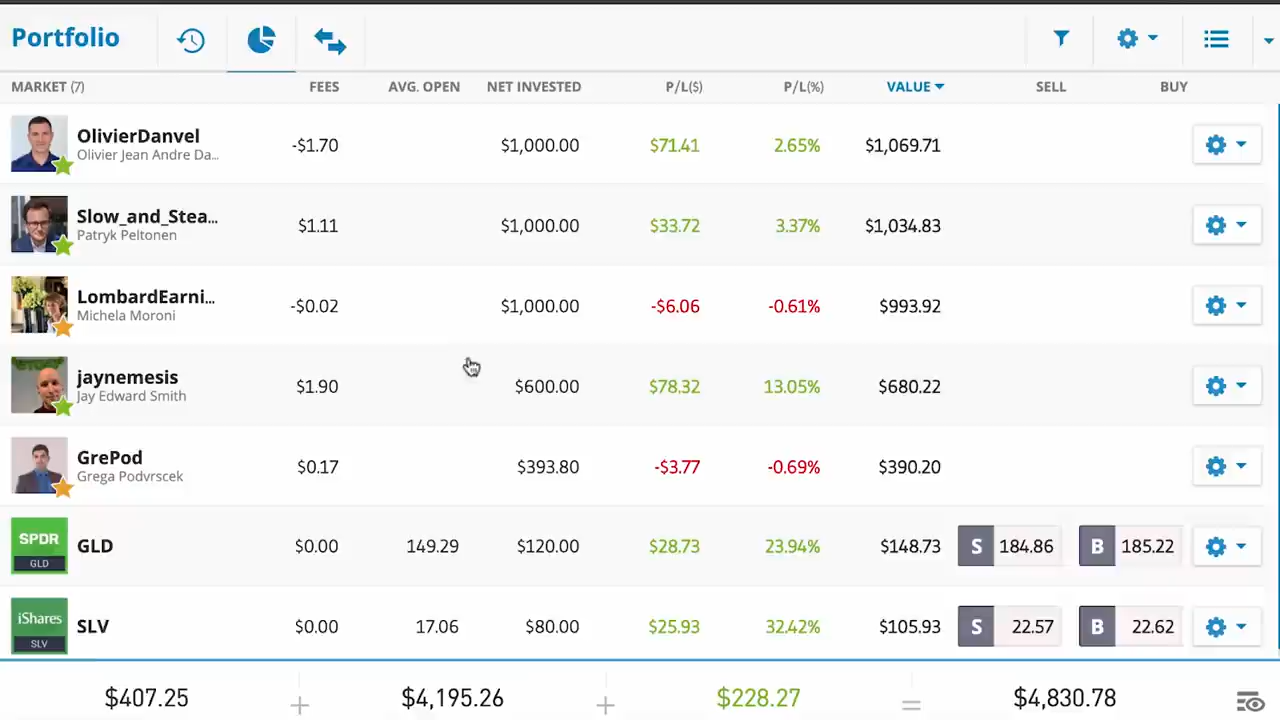 Portfolio
MARKET (7) FEES AVG. OPEN NET INVESTED P/L($) P/L(%) VALUE SELL BUY
OlivierDanvel
Olivier Jean Andre Da...
-$1.70 $1,000.00 $71.41 2.65% $1,069.71
Slow_and_Stea...
Patryk Peltonen
$1.11 $1,000.00 $33.72 3.37% $1,034.83
LombardEarni...
Michela Moroni
-$0.02 $1,000.00 -$6.06 -0.61% $993.92
jaynemesis
Jay Edward Smith
$1.90 $600.00 $78.32 13.05% $680.22
GrePod
Grega Podvrscek
$0.17 $393.80 -$3.77 -0.69% $390.20
SPDR
GLD
GLD $0.00 149.29 $120.00 $28.73 23.94% $148.73 S 184.86 B 185.22
iShares
SLV
SLV $0.00 17.06 $80.00 $25.93 32.42% $105.93 S 22.57 B 22.62
$407.25 + $4,195.26 + $228.27 = $4,830.78